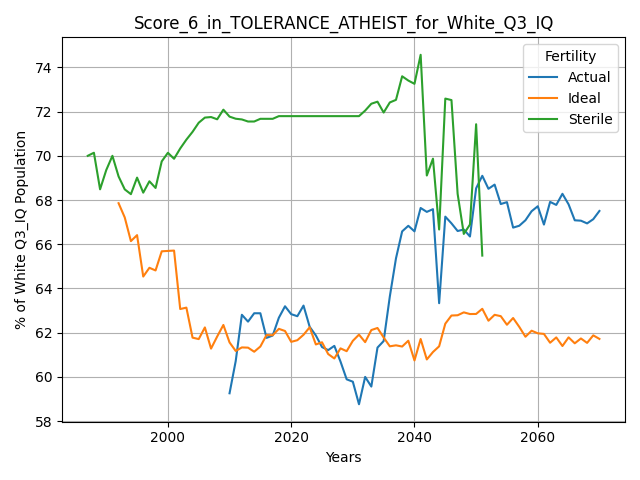 Score_6_in_TOLERANCE_ATHEIST_for_White_Q3_IQ
Fertility
Actual
Ideal
Sterile
% of White Q3_IQ Population
74
72
70
68
66
64
62
60
58
2000
2020
2040
2060
Years